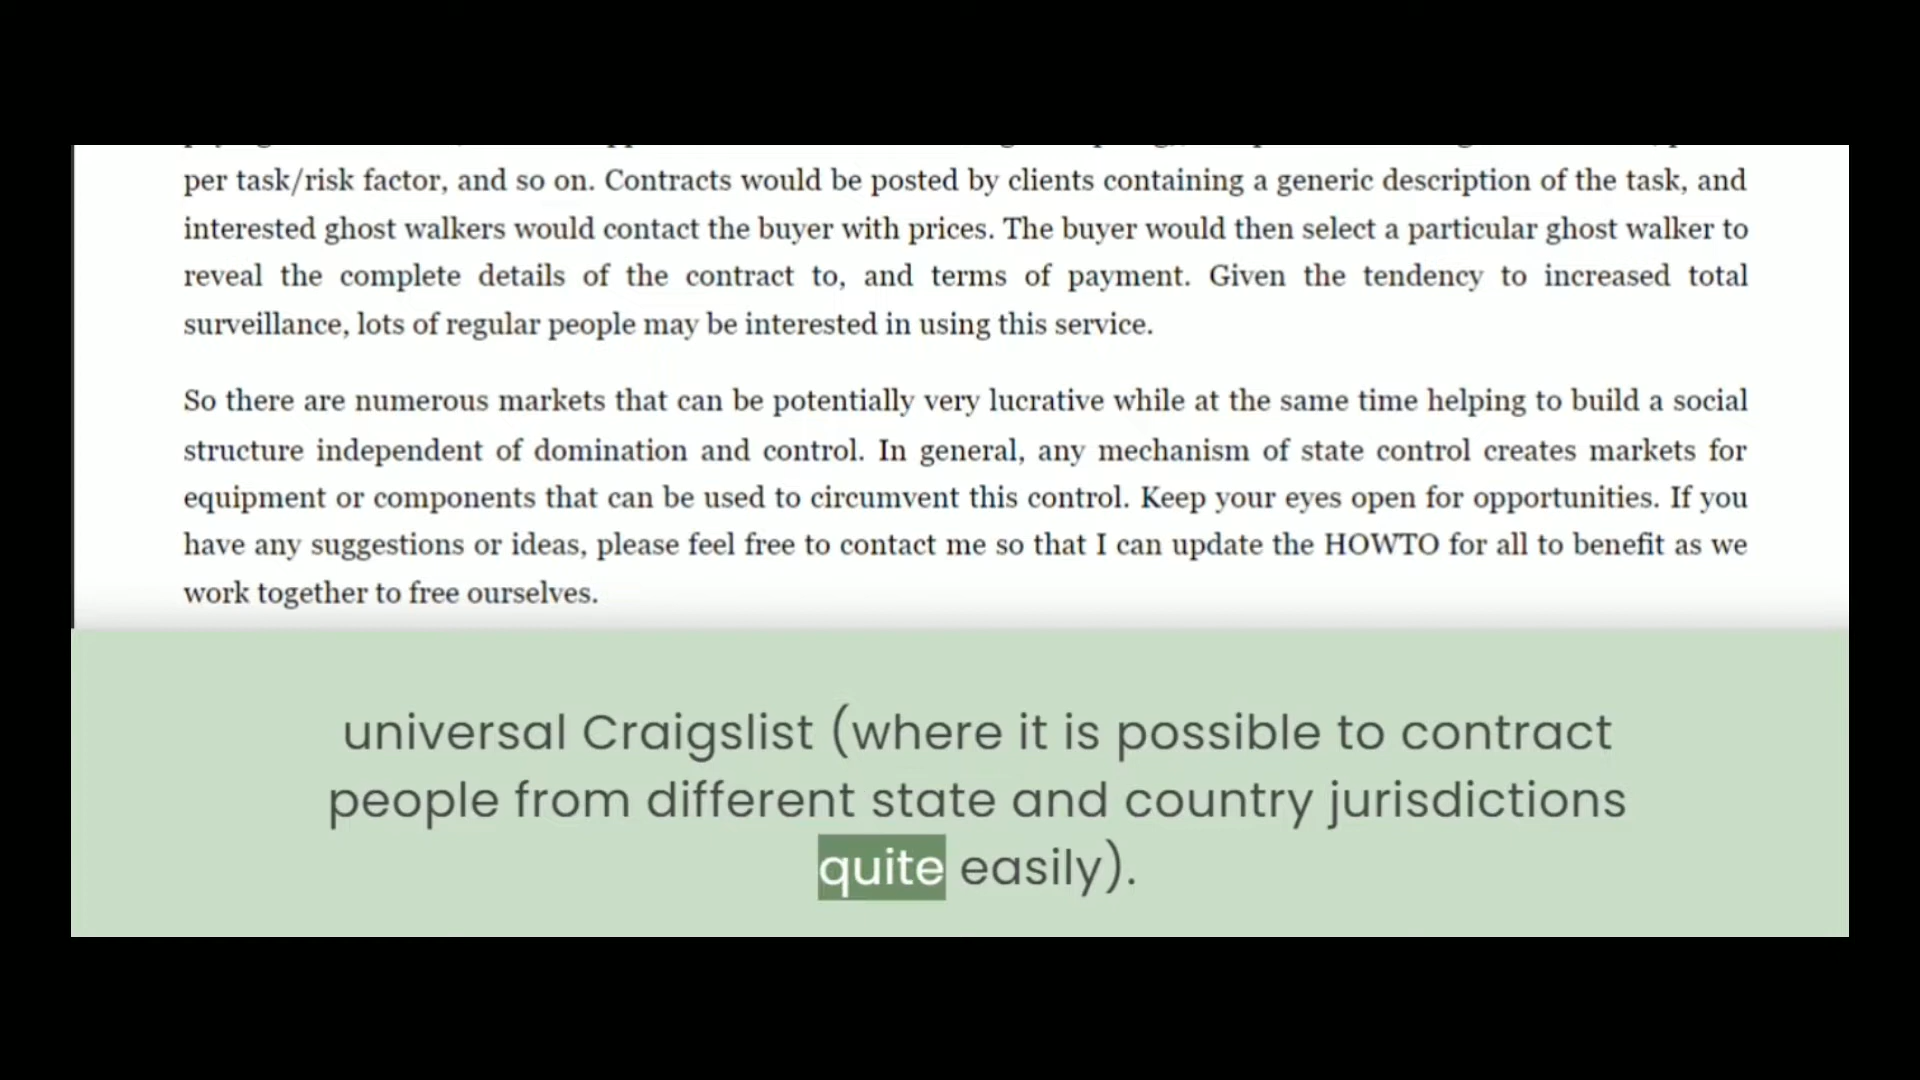 per task/risk factor, and so on. Contracts would be posted by clients containing a generic description of the task, and
interested ghost walkers would contact the buyer with prices. The buyer would then select a particular ghost walker to
reveal the complete details of the contract to, and terms of payment. Given the tendency to increased total
surveillance, lots of regular people may be interested in using this service.
So there are numerous markets that can be potentially very lucrative while at the same time helping to build a social
structure independent of domination and control. In general, any mechanism of state control creates markets for
equipment or components that can be used to circumvent this control. Keep your eyes open for opportunities. If you
have any suggestions or ideas, please feel free to contact me so that I can update the HOWTO for all to benefit as we
work together to free ourselves.
universal Craigslist (where it is possible to contract
people from different state and country jurisdictions
quite easily).